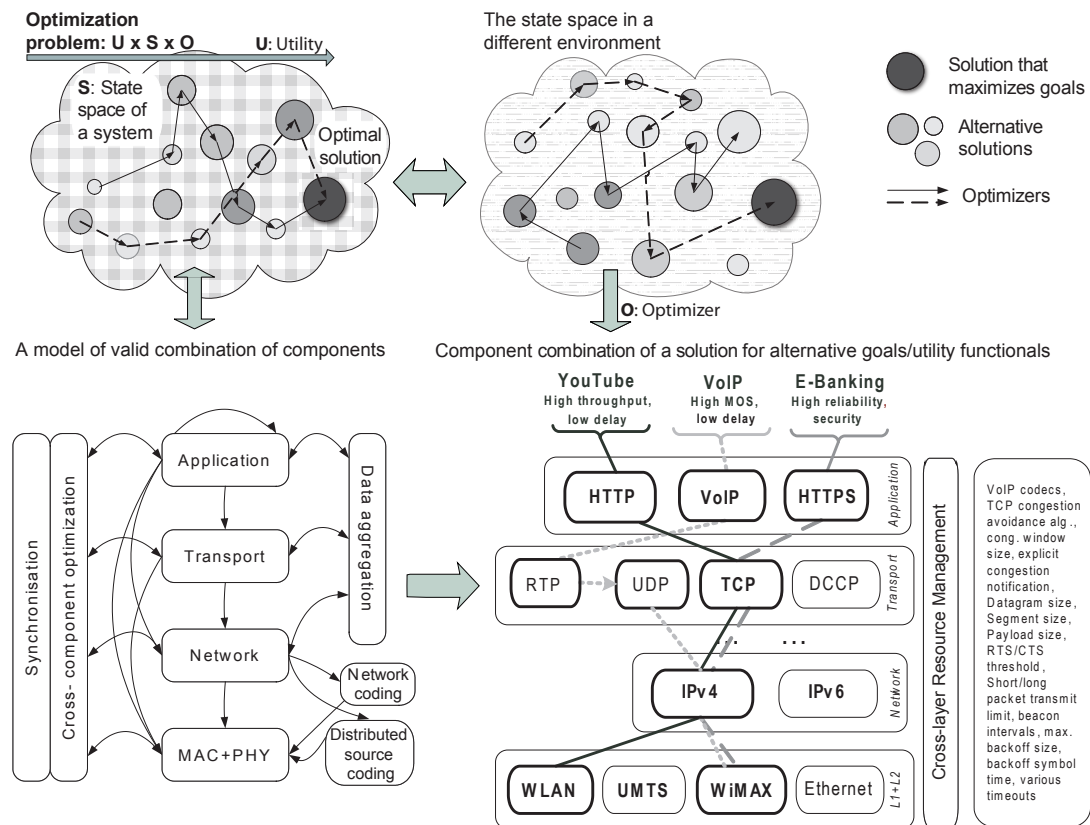 Optimization
problem: U x S x O
U: Utility
S: State
space of
a system
Optimal
solution
The state space in a
different environment
Solution that
maximizes goals
Alternative
solutions
Optimizers
O: Optimizer
A model of valid combination of components
Component combination of a solution for alternative goals/utility functionals
Synchronisation
Cross- component optimization
Application
Transport
Network
MAC+PHY
Data aggregation
Network
coding
Distributed
source
coding
YouTube
High throughput,
low delay
VoIP
High MOS,
low delay
E-Banking
High reliability,
security
HTTP
VoIP
HTTPS
Application
RTP
UDP
TCP
DCCP
Transport
... ...
IPv4
IPv6
Network
WLAN
UMTS
WiMAX
Ethernet
L1+L2
Cross-layer Resource Management
VoIP codecs,
TCP congestion
avoidance alg.,
cong. window
size, explicit
congestion
notification,
Datagram size,
Segment size,
Payload size,
RTS/CTS
threshold,
Short/long
packet transmit
limit, beacon
intervals, max.
backoff size,
backoff symbol
time, various
timeouts